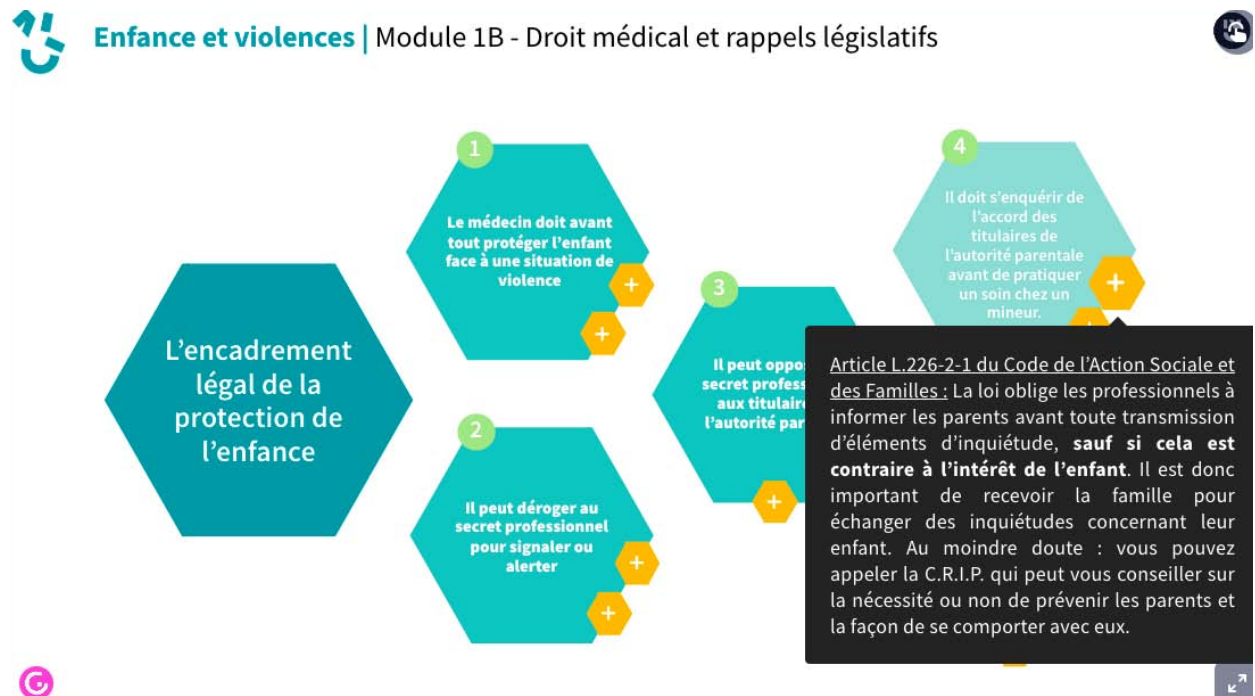 Enfance et violences | Module 1B - Droit médical et rappels législatifs
L'encadrement
légal de la
protection de
l'enfance
1
Le médecin doit avant
tout protéger l'enfant
face à une situation de
violence
+
+
2
Il peut déroger au
secret professionnel
pour signaler ou
alerter
+
+
3
Il peut
secret
aux
l'autorité
+
4
Il doit s'enquérir de
l'accord des
titulaires de
l'autorité parentale
avant de pratiquer
un soin chez un
mineur.
+
Article L.226-2-1 du Code de l'Action Sociale et
des Familles : La loi oblige les professionnels à
informer les parents avant toute transmission
d'éléments d'inquiétude, sauf si cela est
contraire à l'intérêt de l'enfant. Il est donc
important de recevoir la famille pour
échanger des inquiétudes concernant leur
enfant. Au moindre doute : vous pouvez
appeler la C.R.I.P. qui peut vous conseiller sur
la nécessité ou non de prévenir les parents et
la façon de se comporter avec eux.